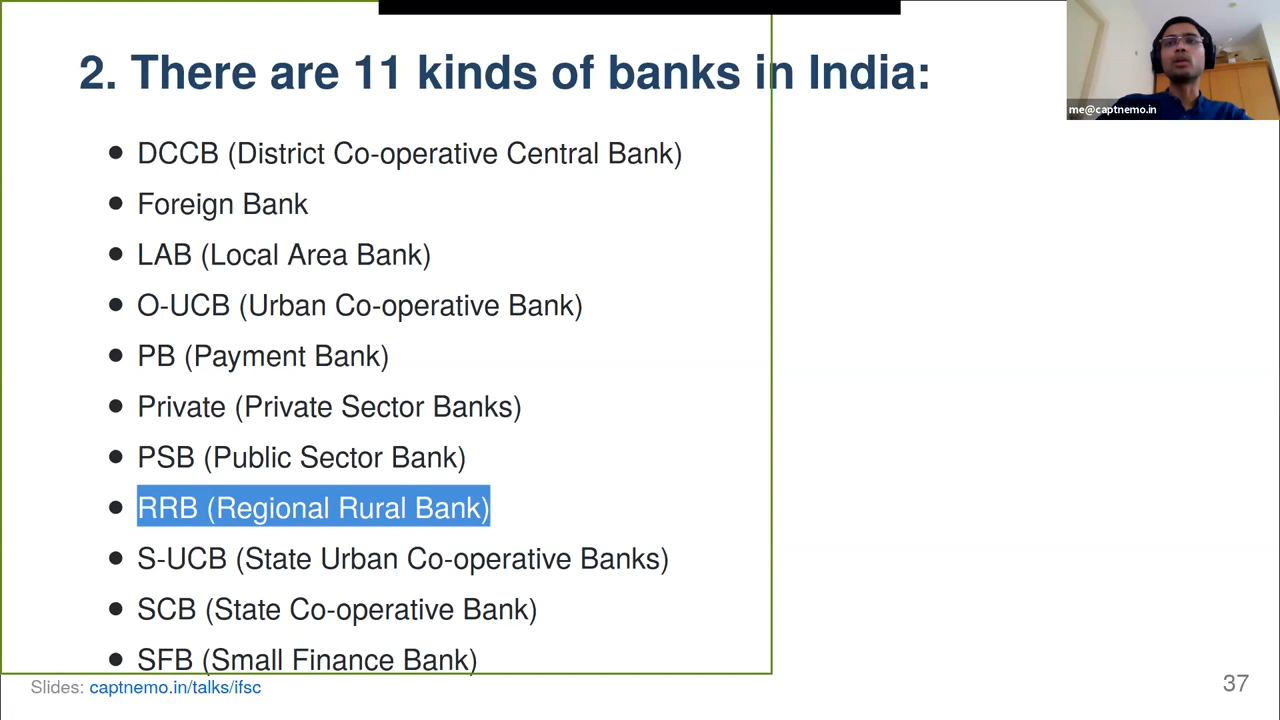 2. There are 11 kinds of banks in India:
me@captnemo.in
DCCB (District Co-operative Central Bank)
Foreign Bank
LAB (Local Area Bank)
O-UCB (Urban Co-operative Bank)
PB (Payment Bank)
Private (Private Sector Banks)
PSB (Public Sector Bank)
RRB (Regional Rural Bank)
S-UCB (State Urban Co-operative Banks)
SCB (State Co-operative Bank)
SFB (Small Finance Bank)
Slides: captnemo.in/talks/ifsc
37